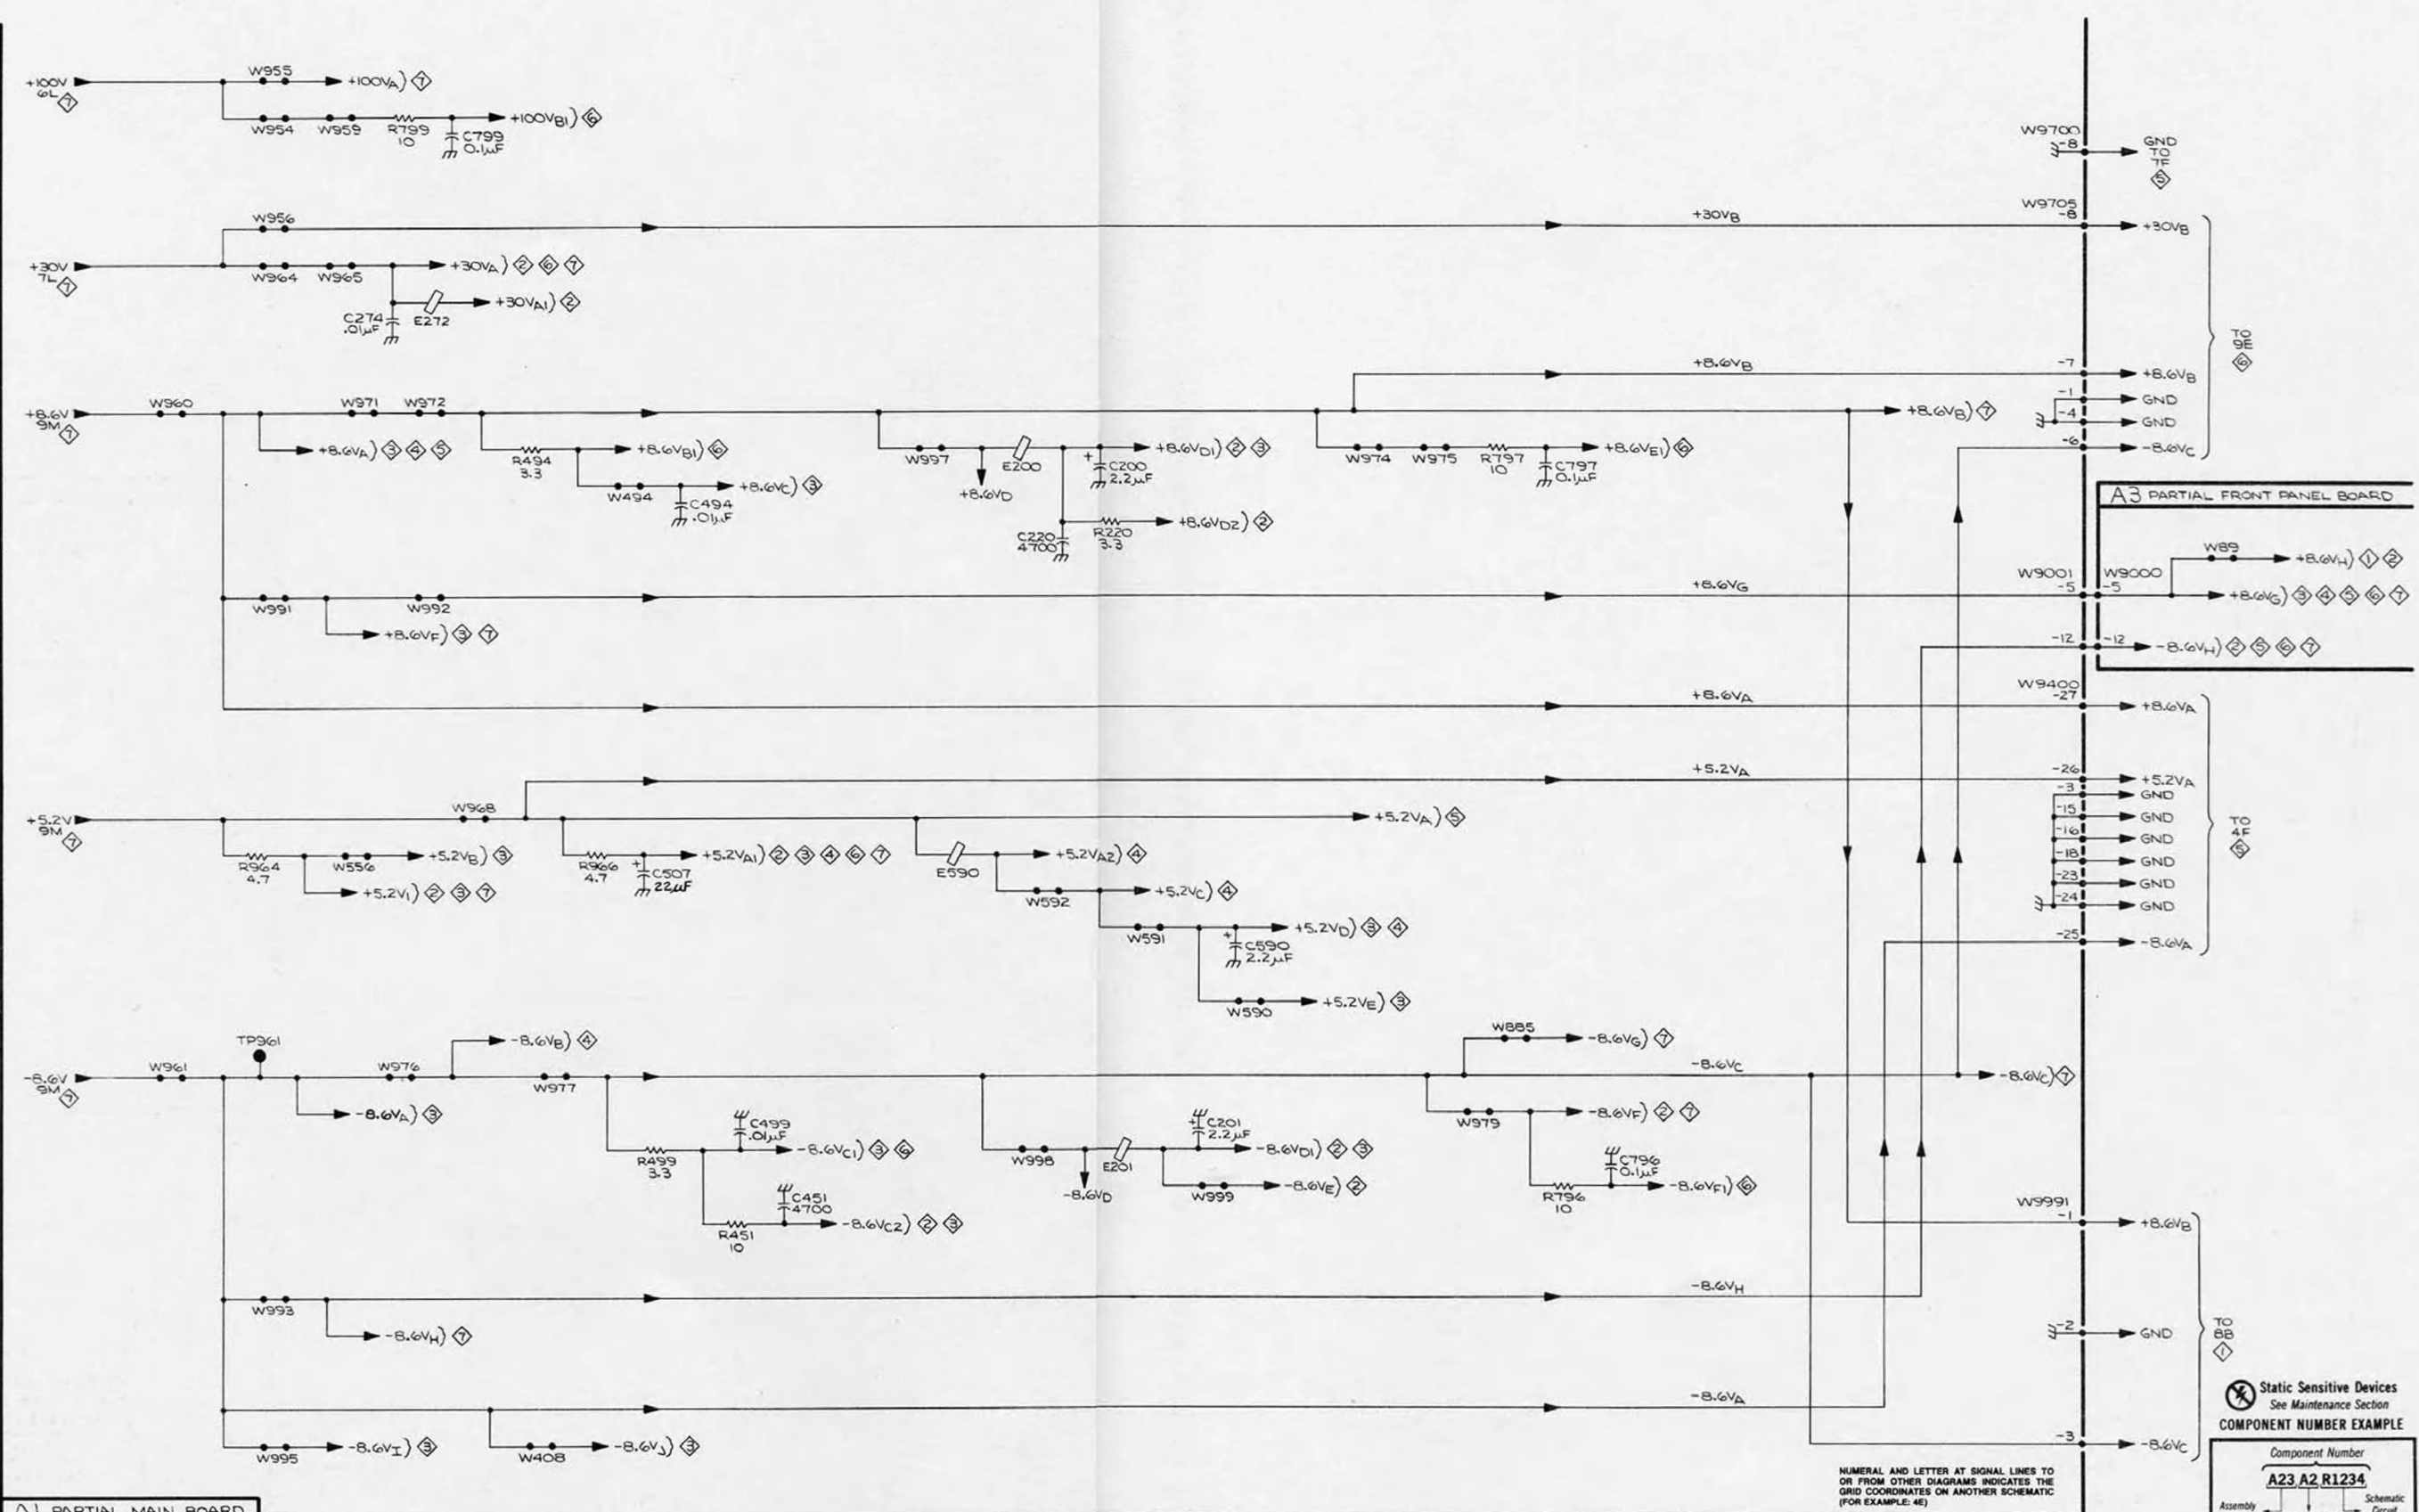 W955
+100V
6L
7
+100VA) 7
W954 W959 R799
10
C799
0.1µF
+100VB1) 6
W9700
-8
GND
TO
7F
5
W956
+30VB
W9705
-8
+30VB
+30V
7L
7
W964 W965
+30VA) 2 6 7
C274
.01µF
E272
+30VA1) 2
TO
9E
6
+8.6VB
-7
+8.6VB
-1
GND
-4
GND
-6
-8.6VC
+8.6V
9M
7
W960
W971 W972
+8.6VB) 7
+8.6VA) 3 4 5
R494
3.3
+8.6VB1) 6
W494
C494
.01µF
+8.6VC) 3
W997
+8.6VD
E200
+
C200
2.2µF
+8.6VD1) 2 3
C220
4700
R220
3.3
+8.6VD2) 2
W974 W975 R797
10
C797
0.1µF
+8.6VE1) 6
A3 PARTIAL FRONT PANEL BOARD
W89
+8.6VH) 1 2
W991
W992
+8.6VG
W9001
-5
W9000
-5
+8.6VG) 3 4 5 6 7
+8.6VF) 3 7
-12
-12
-8.6VH) 2 5 6 7
+8.6VA
W9400
-27
+8.6VA
+5.2VA
-26
+5.2VA
-3
GND
-15
GND
-16
GND
-18
GND
-23
GND
-24
GND
-25
-8.6VA
TO
4F
5
+5.2V
9M
7
W968
+5.2VA) 5
R964
4.7
W556
+5.2VB) 3
+5.2V1) 2 3 7
R966
4.7
+
C507
22µF
+5.2VA1) 2 3 4 6 7
E590
+5.2VA2) 4
W592
+5.2VC) 4
W591
+
C590
2.2µF
+5.2VD) 3 4
W590
+5.2VE) 3
TP961
-8.6V
9M
7
W961
W976
-8.6VB) 4
W977
-8.6VA) 3
W885
-8.6VG) 7
-8.6VC
-8.6VC) 7
R499
3.3
C499
.01µF
-8.6VC1) 3 6
C451
4700
R451
10
-8.6VC2) 2 3
W998
-8.6VD
E201
+
C201
2.2µF
-8.6VD1) 2 3
W999
-8.6VE) 2
W979
-8.6VF) 2 7
C796
0.1µF
R796
10
-8.6VF1) 6
W9991
-1
+8.6VB
-2
GND
-3
-8.6VC
TO
8B
1
W993
-8.6VH
-8.6VH) 7
-8.6VA
W995
-8.6VI) 3
W408
-8.6VJ) 3
Static Sensitive Devices
See Maintenance Section
COMPONENT NUMBER EXAMPLE
Component Number
A23 A2 R1234
Assembly
Schematic
Circuit
NUMERAL AND LETTER AT SIGNAL LINES TO
OR FROM OTHER DIAGRAMS INDICATES THE
GRID COORDINATES ON ANOTHER SCHEMATIC
(FOR EXAMPLE: 4E)
A1 PARTIAL MAIN BOARD